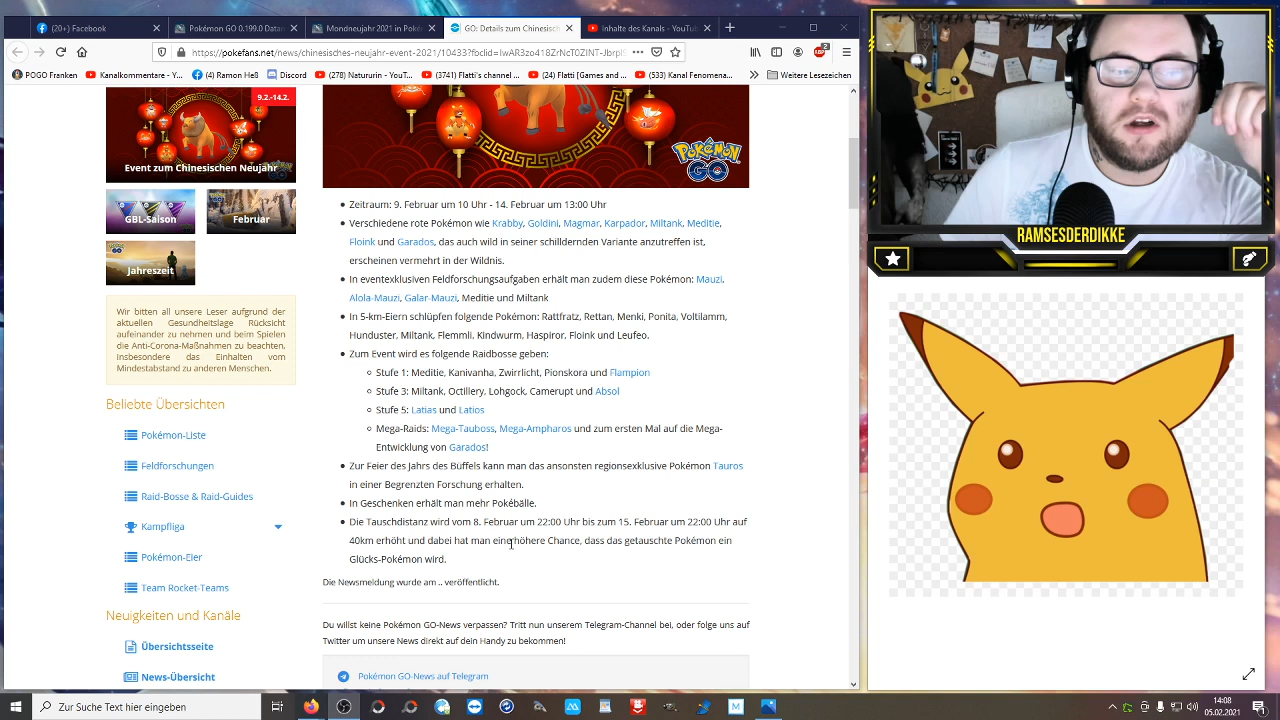 (20+) Facebook
Pokémon GO 0.199.0 Datam
Mondneujahr 2021 in Poké
GO: Details zum Chinesisch
Inhalte des Kanals - YouTub
https://pokefans.net/news/chinesisches-neujahr-event-2021/10433?fbclid=IwAR3zo418ZrNcT0ZINT-Jbrpl
POGO Franken
Kanalkommentare - Y...
(4) Ramon Heß
Discord
(278) Natururin - YouT...
(3741) Flatti's channel ...
(24) Flatti [Games and ...
(533) Kanal Fenomena...
Weitere Lesezeichen
9.2.-14.2.
Event zum Chinesischen Neujahr
GBL-Saison
Februar
Jahreszeit
Wir bitten all unsere Leser aufgrund der
aktuellen Gesundheitslage Rücksicht
aufeinander zu nehmen und beim Spielen
die Anti-Corona-Maßnahmen zu beachten,
insbesondere das Einhalten vom
Mindestabstand zu anderen Menschen.
Beliebte Übersichten
Pokémon-Liste
Feldforschungen
Raid-Bosse & Raid-Guides
Kampfliga
Pokémon-Eier
Team Rocket-Teams
Neuigkeiten und Kanäle
Übersichtsseite
News-Übersicht
Pokémon
GO
Zeitraum: 9. Februar um 10 Uhr - 14. Februar um 13:00 Uhr
Verschiedene rote Pokémon wie Krabby, Goldini, Magmar, Karpador, Miltank, Meditie,
Floink und Garados, das auch wild in seiner schilldernden Variante anzutreffen ist,
erscheinen vermehrt in der Wildnis.
In eventexklusiven Feldforschungsaufgaben erhält man zudem diese Pokémon: Mauzi,
Alola-Mauzi, Galar-Mauzi, Meditie und Miltank
In 5-km-Eiern schlüpfen folgende Pokémon: Rattfratz, Rettan, Menki, Ponita, Voltilamm,
Hunduster, Miltank, Flemmli, Kindwurm, Haspiror, Floink und Leufeo.
Zum Event wird es folgende Raidbosse geben:
Stufe 1: Meditie, Kanivanha, Zwirrlicht, Pionskora und Flampion
Stufe 3: Miltank, Octillery, Lohgock, Camerupt und Absol
Stufe 5: Latias und Latios
Mega-Raids: Mega-Tauboss, Mega-Ampharos und zum ersten Mal auf die Mega-
Entwicklung von Garados!
Zur Feier des Jahrs des Büffels kann man das ansonsten regionsexklusive Pokémon Tauros
in einer Begrenzten Forschung erhalten.
In Geschenken erhält man mehr Pokébälle.
Die Tauschdistanz wird vom 8. Februar um 22:00 Uhr bis zum 15. Februar um 22:00 Uhr auf
40km erhöht und dabei hat man eine höhere Chance, dass das getauschte Pokémon ein
Glücks-Pokémon wird.
Die Newsmeldung wurde am .. veröffentlicht.
Du willst keine Pokémon GO-News verpassen? Tritt nun unserem Telegram-Channel bei, oder folge uns auf
Twitter um unsere News direkt auf dein Handy zu bekommen!
Pokémon GO-News auf Telegram
RAMSESDERDIKKE
Zur Suche Text hier eingeben
14:08
05.02.2021